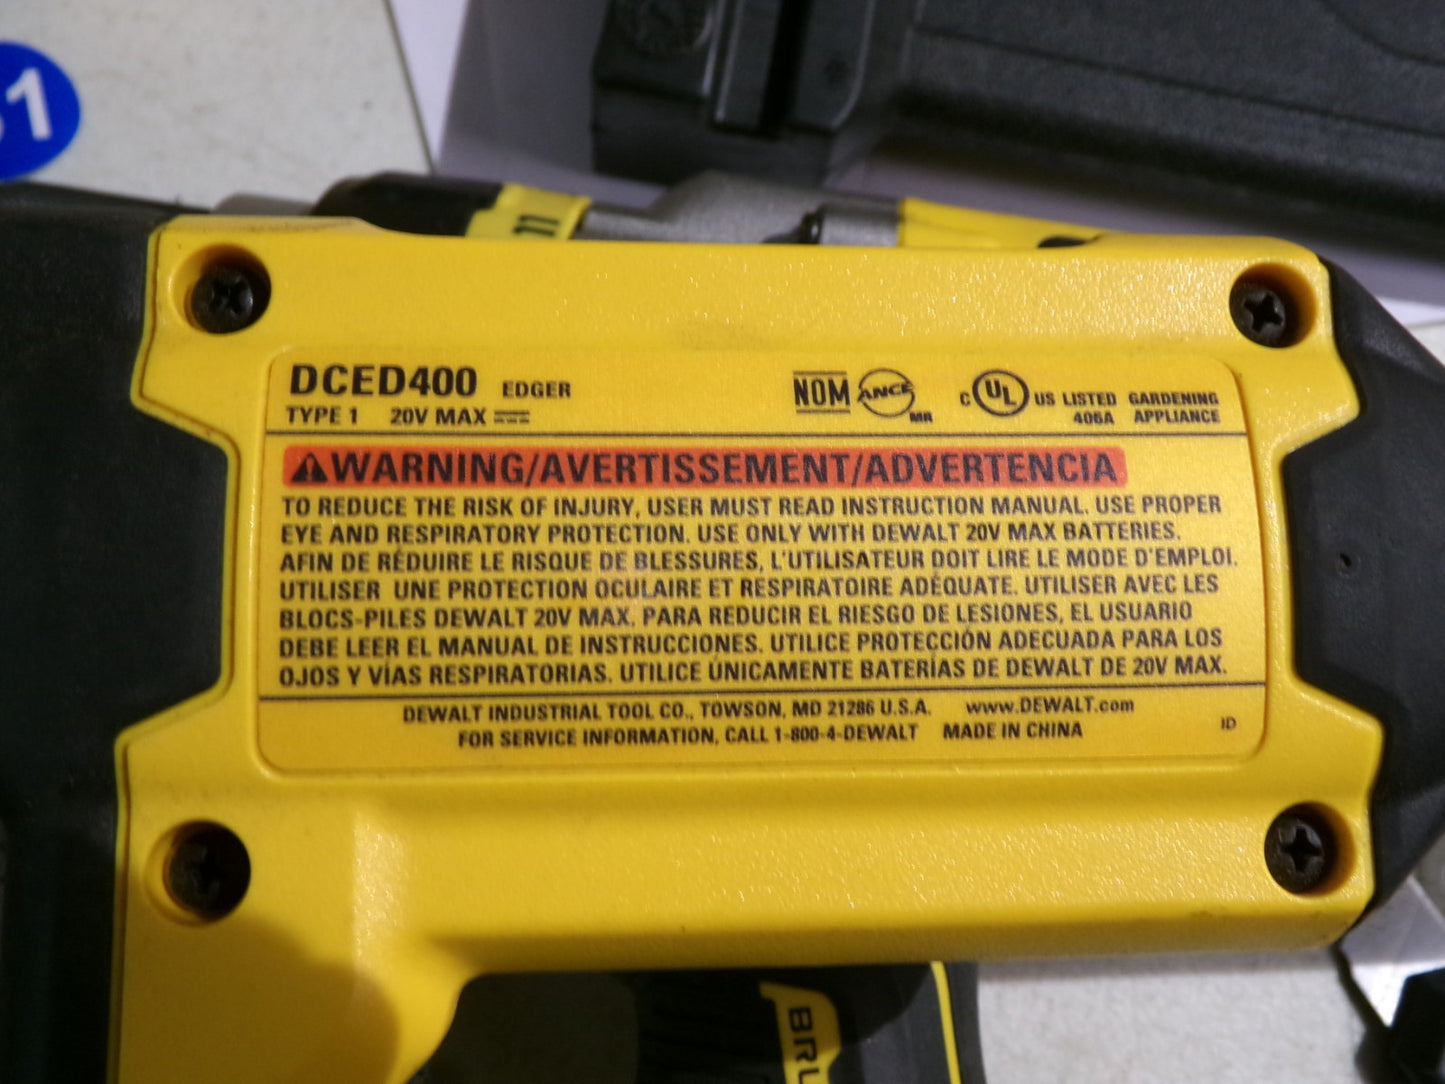 1
DCED400 EDGER
TYPE 1 20V MAX
NOM ANCE MR
C UL US LISTED GARDENING
406A APPLIANCE
WARNING/AVERTISSEMENT/ADVERTENCIA
TO REDUCE THE RISK OF INJURY, USER MUST READ INSTRUCTION MANUAL. USE PROPER
EYE AND RESPIRATORY PROTECTION. USE ONLY WITH DEWALT 20V MAX BATTERIES.
AFIN DE RÉDUIRE LE RISQUE DE BLESSURES, L'UTILISATEUR DOIT LIRE LE MODE D'EMPLOI.
UTILISER UNE PROTECTION OCULAIRE ET RESPIRATOIRE ADÉQUATE. UTILISER AVEC LES
BLOCS-PILES DEWALT 20V MAX. PARA REDUCIR EL RIESGO DE LESIONES, EL USUARIO
DEBE LEER EL MANUAL DE INSTRUCCIONES. UTILICE PROTECCIÓN ADECUADA PARA LOS
OJOS Y VÍAS RESPIRATORIAS. UTILICE ÚNICAMENTE BATERÍAS DE DEWALT DE 20V MAX.
DEWALT INDUSTRIAL TOOL CO., TOWSON, MD 21286 U.S.A. www.DEWALT.com
FOR SERVICE INFORMATION, CALL 1-800-4-DEWALT MADE IN CHINA
ID
BRU